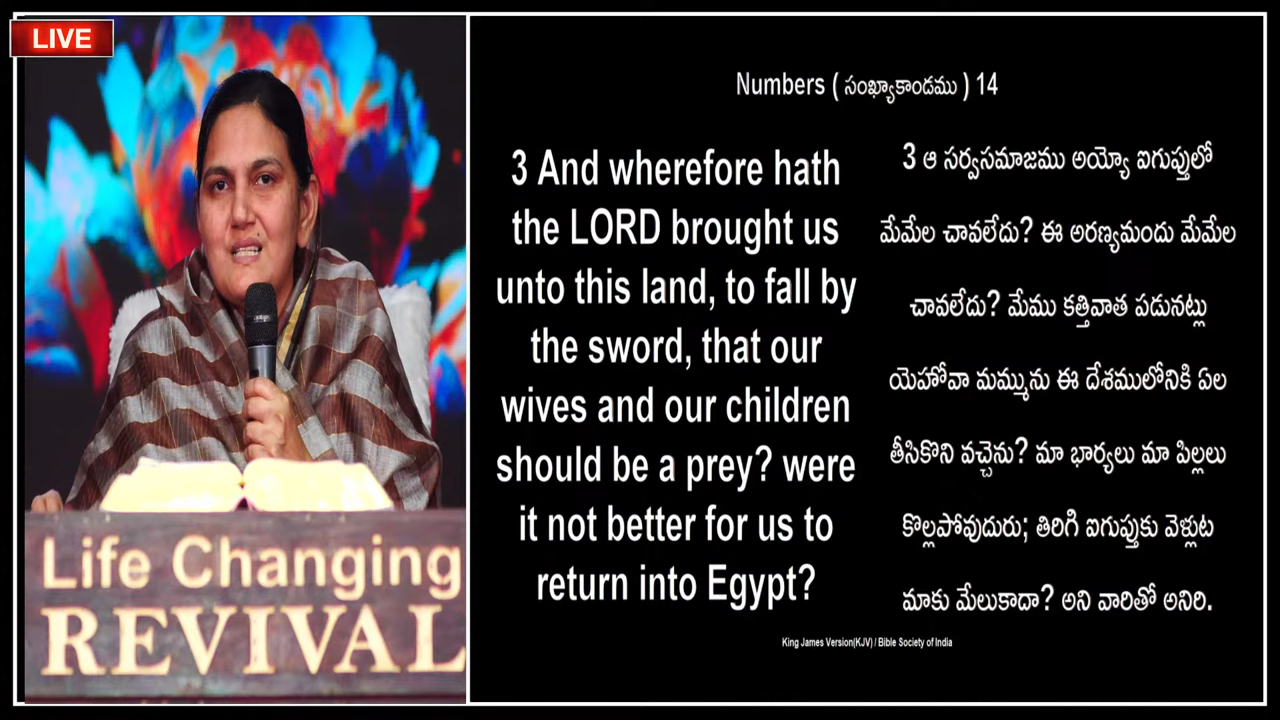 LIVE
Numbers ( సంఖ్యాకాండము ) 14
3 And wherefore hath
the LORD brought us
unto this land, to fall by
the sword, that our
wives and our children
should be a prey? were
it not better for us to
return into Egypt?
3 ఆ సర్వసమాజము అయ్యో ఐగుప్తులో
మేమేల చావలేదు? ఈ అరణ్యమందు మేమేల
చావలేదు? మేము కత్తివాత పడునట్లు
యెహోవా మమ్మును ఈ దేశములోనికి ఏల
తీసికొని వచ్చెను? మా భార్యలు మా పిల్లలు
కొల్లపోవుదురు; తిరిగి ఐగుప్తుకు వెళ్లుట
మాకు మేలుకాదా? అని వారితో అనిరి.
King James Version(KJV) / Bible Society of India
Life Changing
REVIVAL